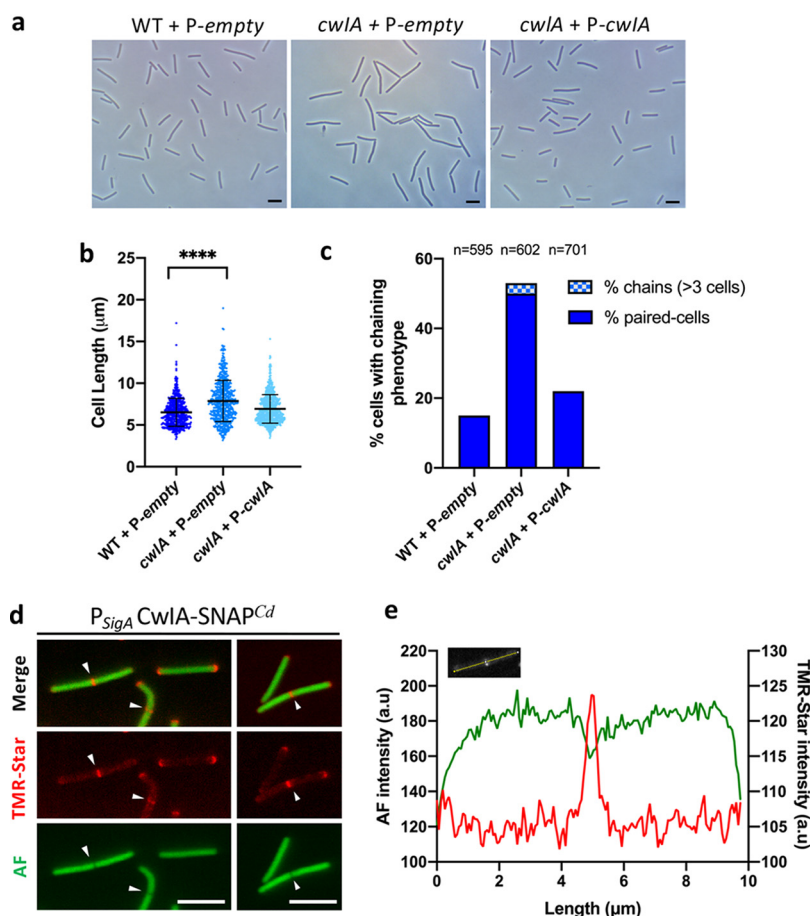 a
WT + P-empty
cwlA + P-empty
cwlA + P-cwlA
b
****
Cell Length (µm)
25
20
15
10
5
0
WT + P-empty
cwlA + P-empty
cwlA + P-cwlA
c
n=595 n=602 n=701
% cells with chaining
phenotype
60
40
20
0
% chains (>3 cells)
% paired-cells
WT + P-empty
cwlA + P-empty
cwlA + P-cwlA
d
PSigA CwlA-SNAPCd
Merge
TMR-Star
AF
e
AF intensity (a.u)
220
200
180
160
140
120
100
TMR-Star intensity (a.u)
130
125
120
115
110
105
100
0 2 4 6 8 10
Length (µm)